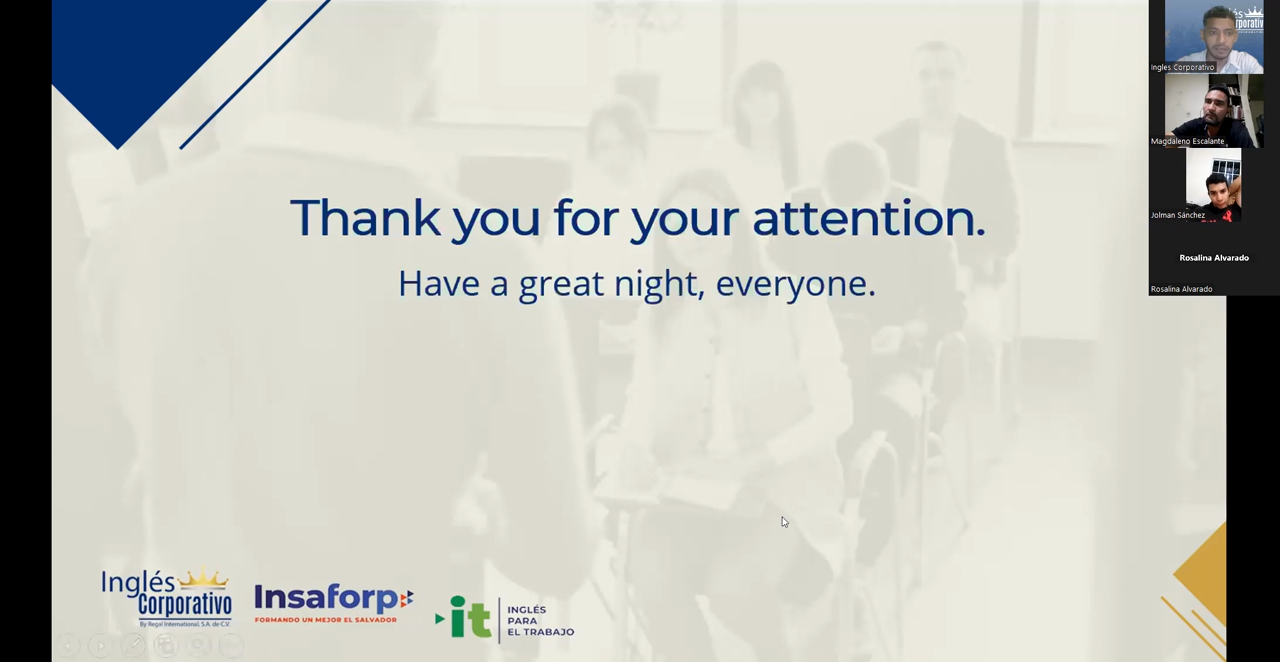 Thank you for your attention.
Have a great night, everyone.
Inglés
Corporativo
By Regal International, S.A. de C.V.
Insaforp
FORMANDO UN MEJOR EL SALVADOR
it
INGLÉS
PARA
EL TRABAJO
Ingles Corporativo
Magdaleno Escalante
Jolman Sánchez
Rosalina Alvarado
Rosalina Alvarado